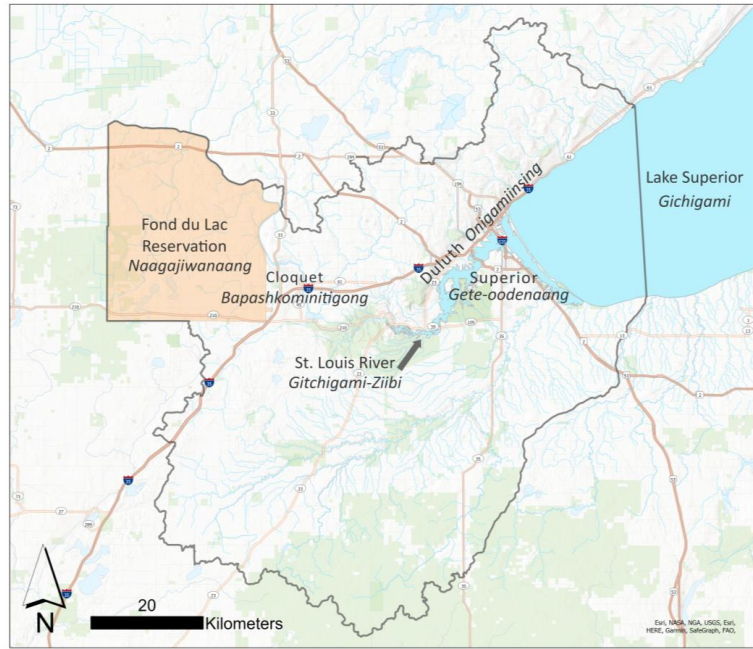 Lake Superior
Gichigami
Fond du Lac
Reservation
Naagajiwanaang
Duluth Onigamiinsing
Cloquet
Bapashkominitigong
Superior
Gete-oodenaang
St. Louis River
Gitchigami-Ziibi
N
20
Kilometers
Esri, NASA, NGA, USGS, Esri,
HERE, Garmin, SafeGraph, FAO,